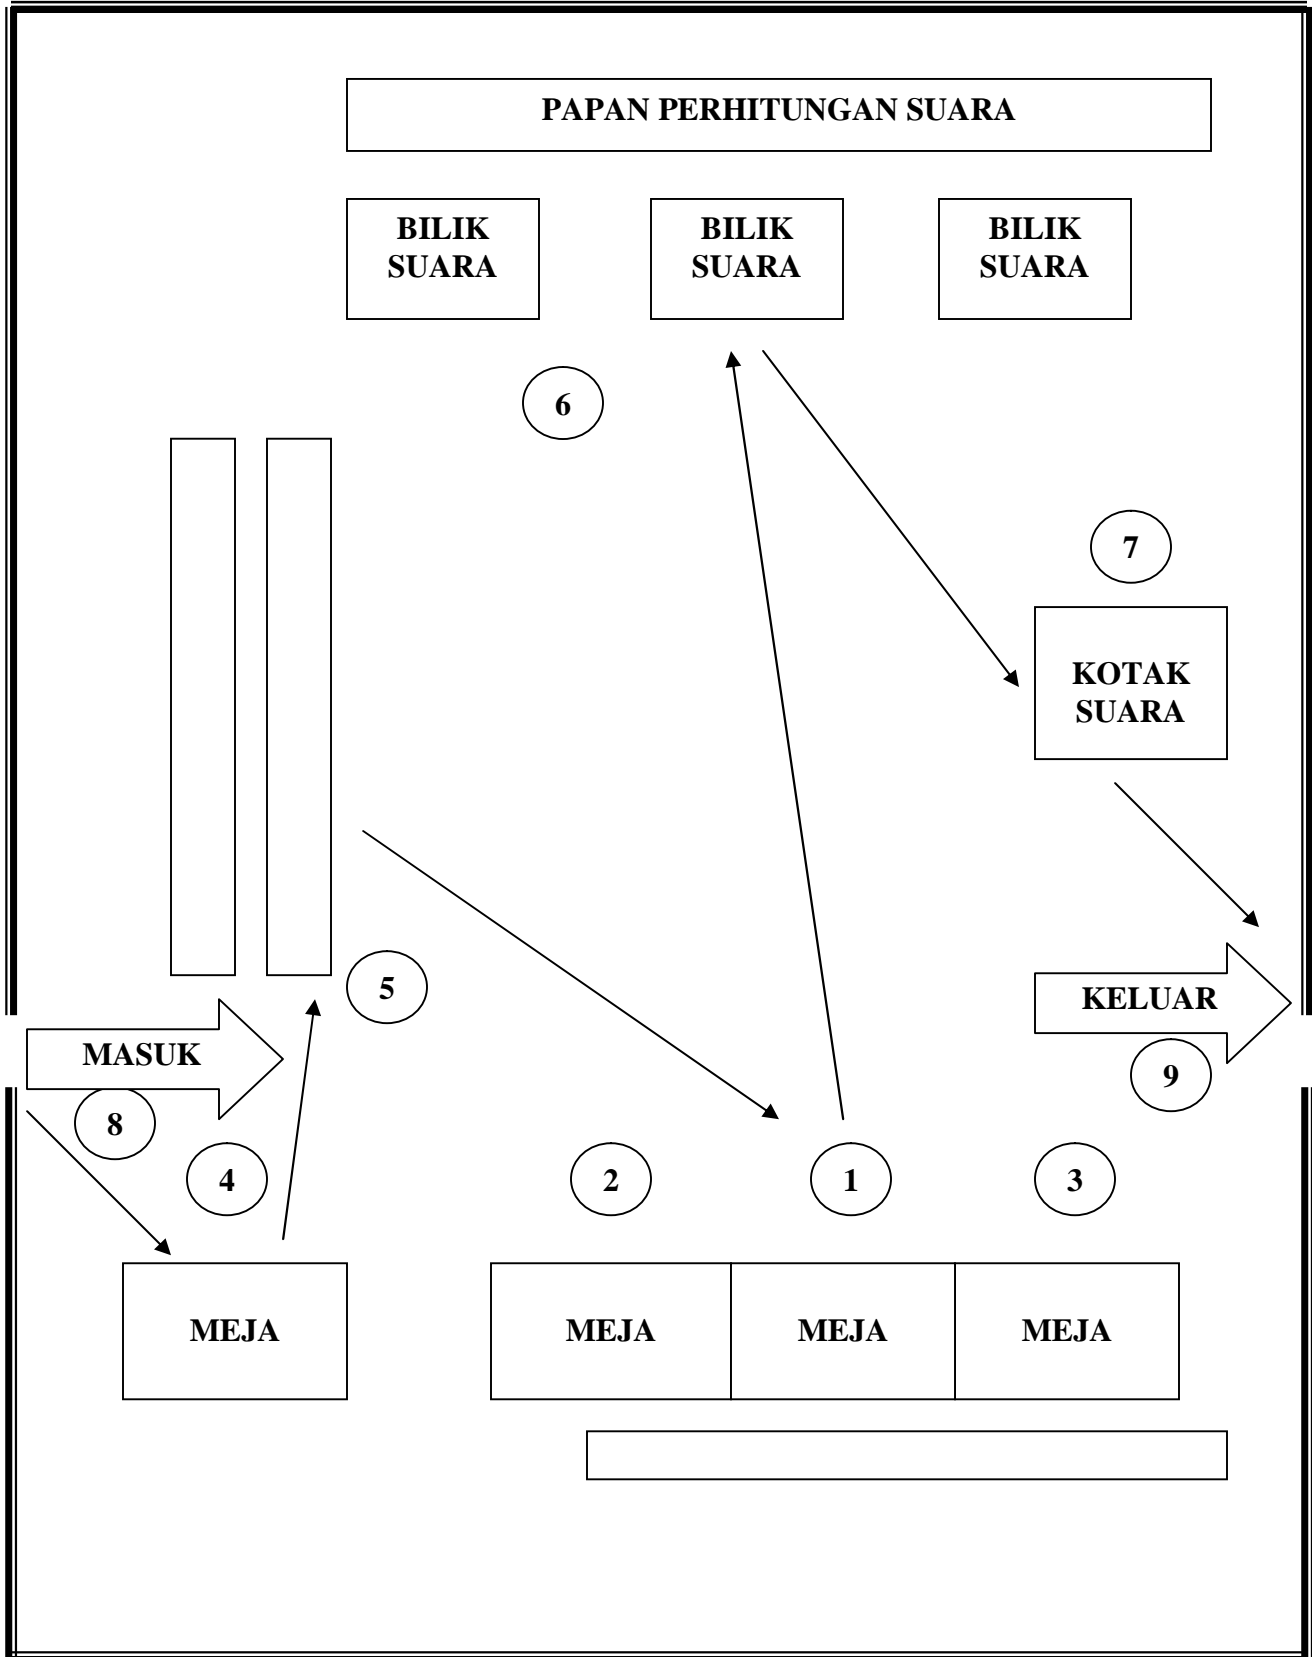 PAPAN PERHITUNGAN SUARA
BILIK
SUARA
BILIK
SUARA
BILIK
SUARA
6
7
KOTAK
SUARA
5
KELUAR
MASUK
9
8
4
2
1
3
MEJA
MEJA
MEJA
MEJA